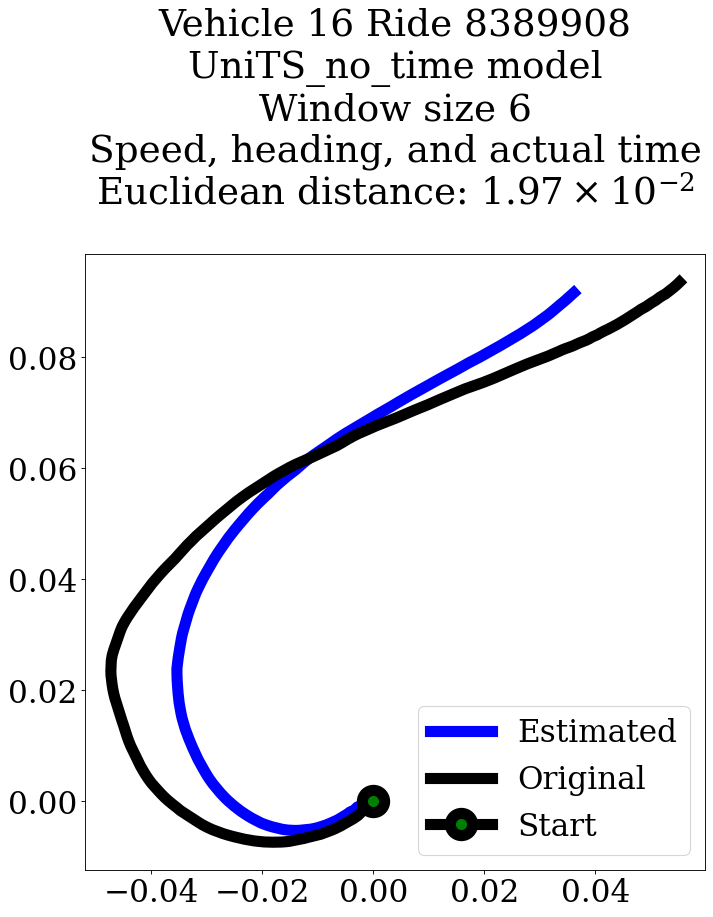 Vehicle 16 Ride 8389908
UniTS_no_time model
Window size 6
Speed, heading, and actual time
Euclidean distance: 1.97 × 10⁻²
0.08
0.06
0.04
0.02
0.00
Estimated
Original
Start
−0.04 −0.02 0.00 0.02 0.04